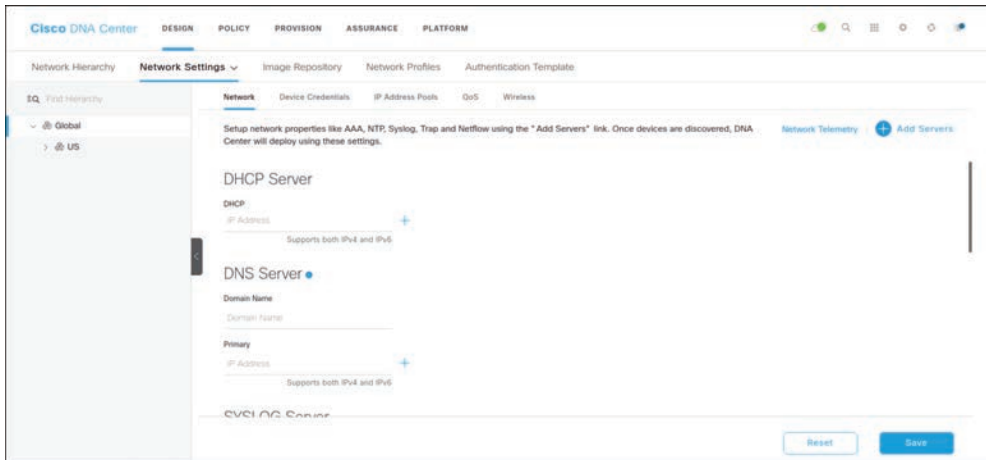 Cisco DNA Center DESIGN POLICY PROVISION ASSURANCE PLATFORM
Network Hierarchy Network Settings Image Repository Network Profiles Authentication Template
Find Hierarchy
Global
US
Network Device Credentials IP Address Pools QoS Wireless
Setup network properties like AAA, NTP, Syslog, Trap and Netflow using the "Add Servers" link. Once devices are discovered, DNA
Center will deploy using these settings.
Network Telemetry Add Servers
DHCP Server
DHCP
IP Address
Supports both IPv4 and IPv6
DNS Server
Domain Name
Domain Name
Primary
IP Address
Supports both IPv4 and IPv6
SYSLOG Server
Reset Save